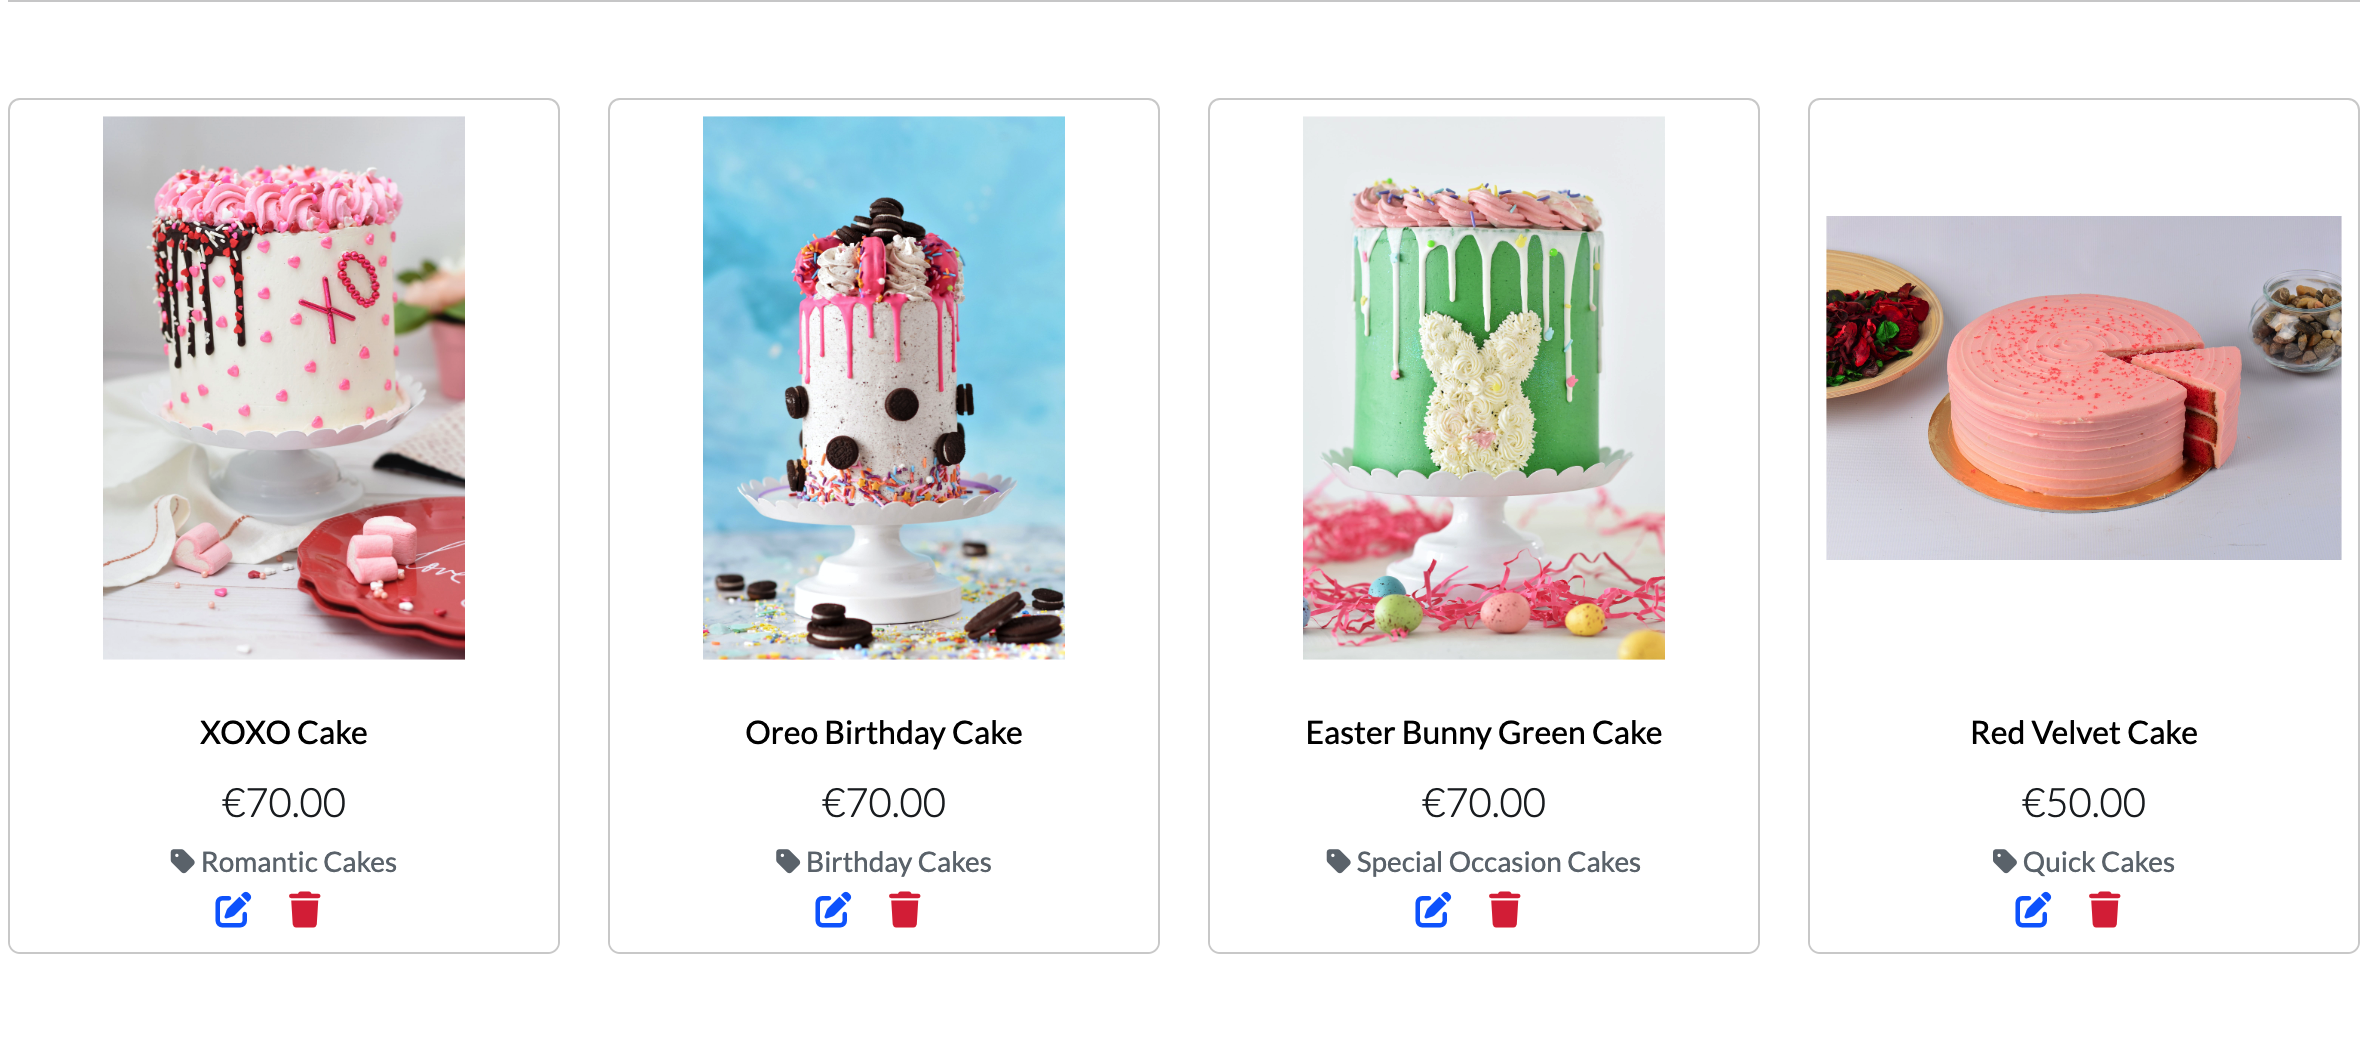 XO
Love
XOXO Cake
€70.00
Romantic Cakes
Oreo Birthday Cake
€70.00
Birthday Cakes
Easter Bunny Green Cake
€70.00
Special Occasion Cakes
Red Velvet Cake
€50.00
Quick Cakes